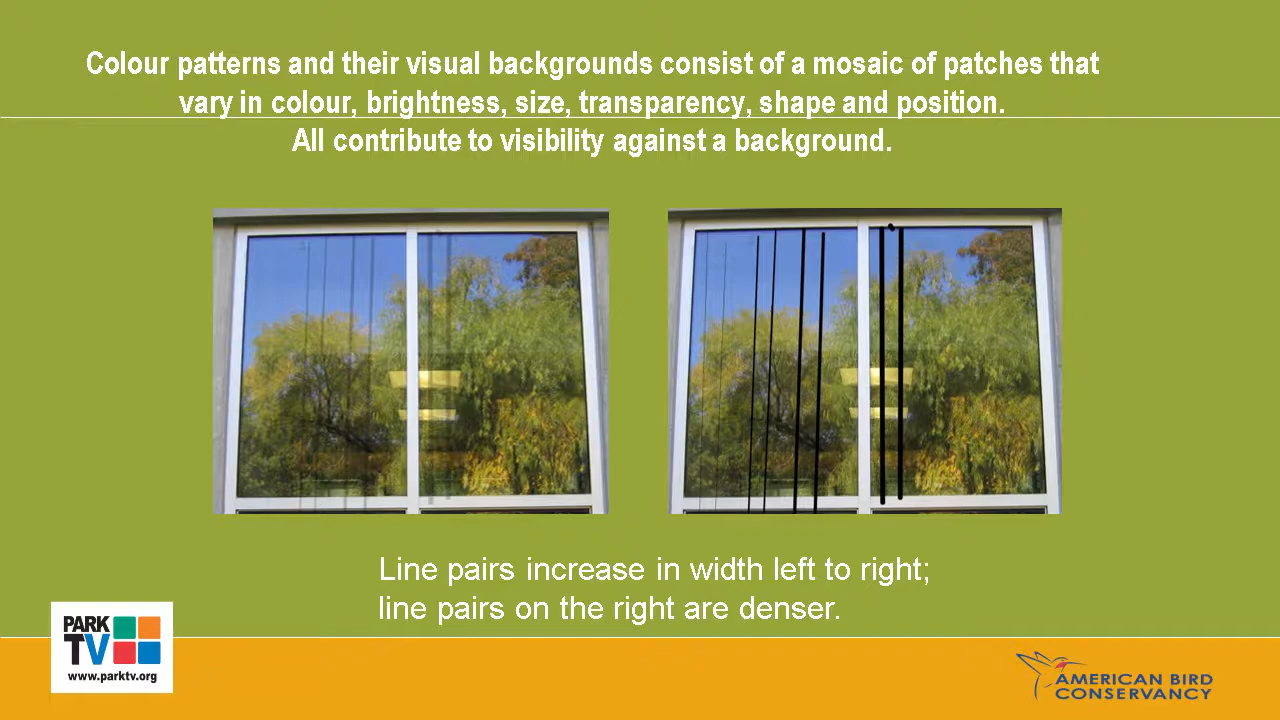 Colour patterns and their visual backgrounds consist of a mosaic of patches that
vary in colour, brightness, size, transparency, shape and position.
All contribute to visibility against a background.
Line pairs increase in width left to right;
line pairs on the right are denser.
PARK
TV
www.parktv.org
AMERICAN BIRD
CONSERVANCY